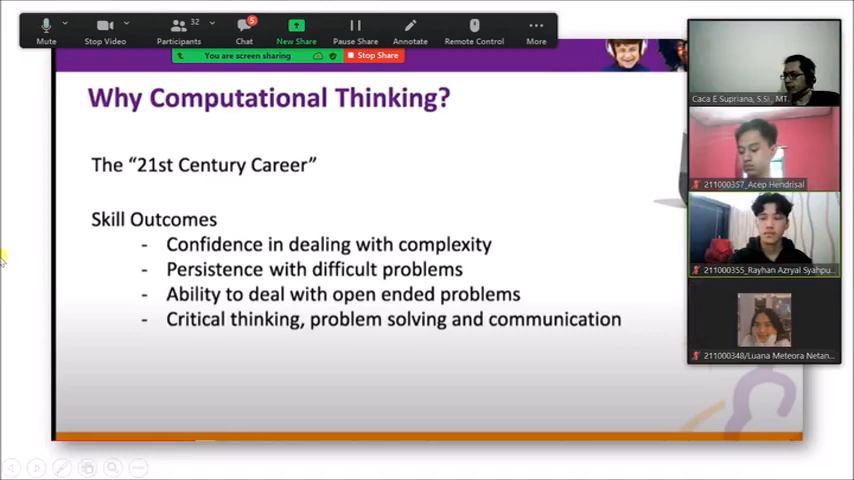 Mute
Stop Video
32
Participants
5
Chat
New Share
Pause Share
Annotate
Remote Control
More
You are screen sharing
Stop Share
Why Computational Thinking?
The “21st Century Career”
Skill Outcomes
- Confidence in dealing with complexity
- Persistence with difficult problems
- Ability to deal with open ended problems
- Critical thinking, problem solving and communication
Caca E Supriana, S.Si., MT.
211000357_Acep Hendrisal
211000355_Rayhan Azryal Syahpu...
211000348/Luana Meteora Netan...